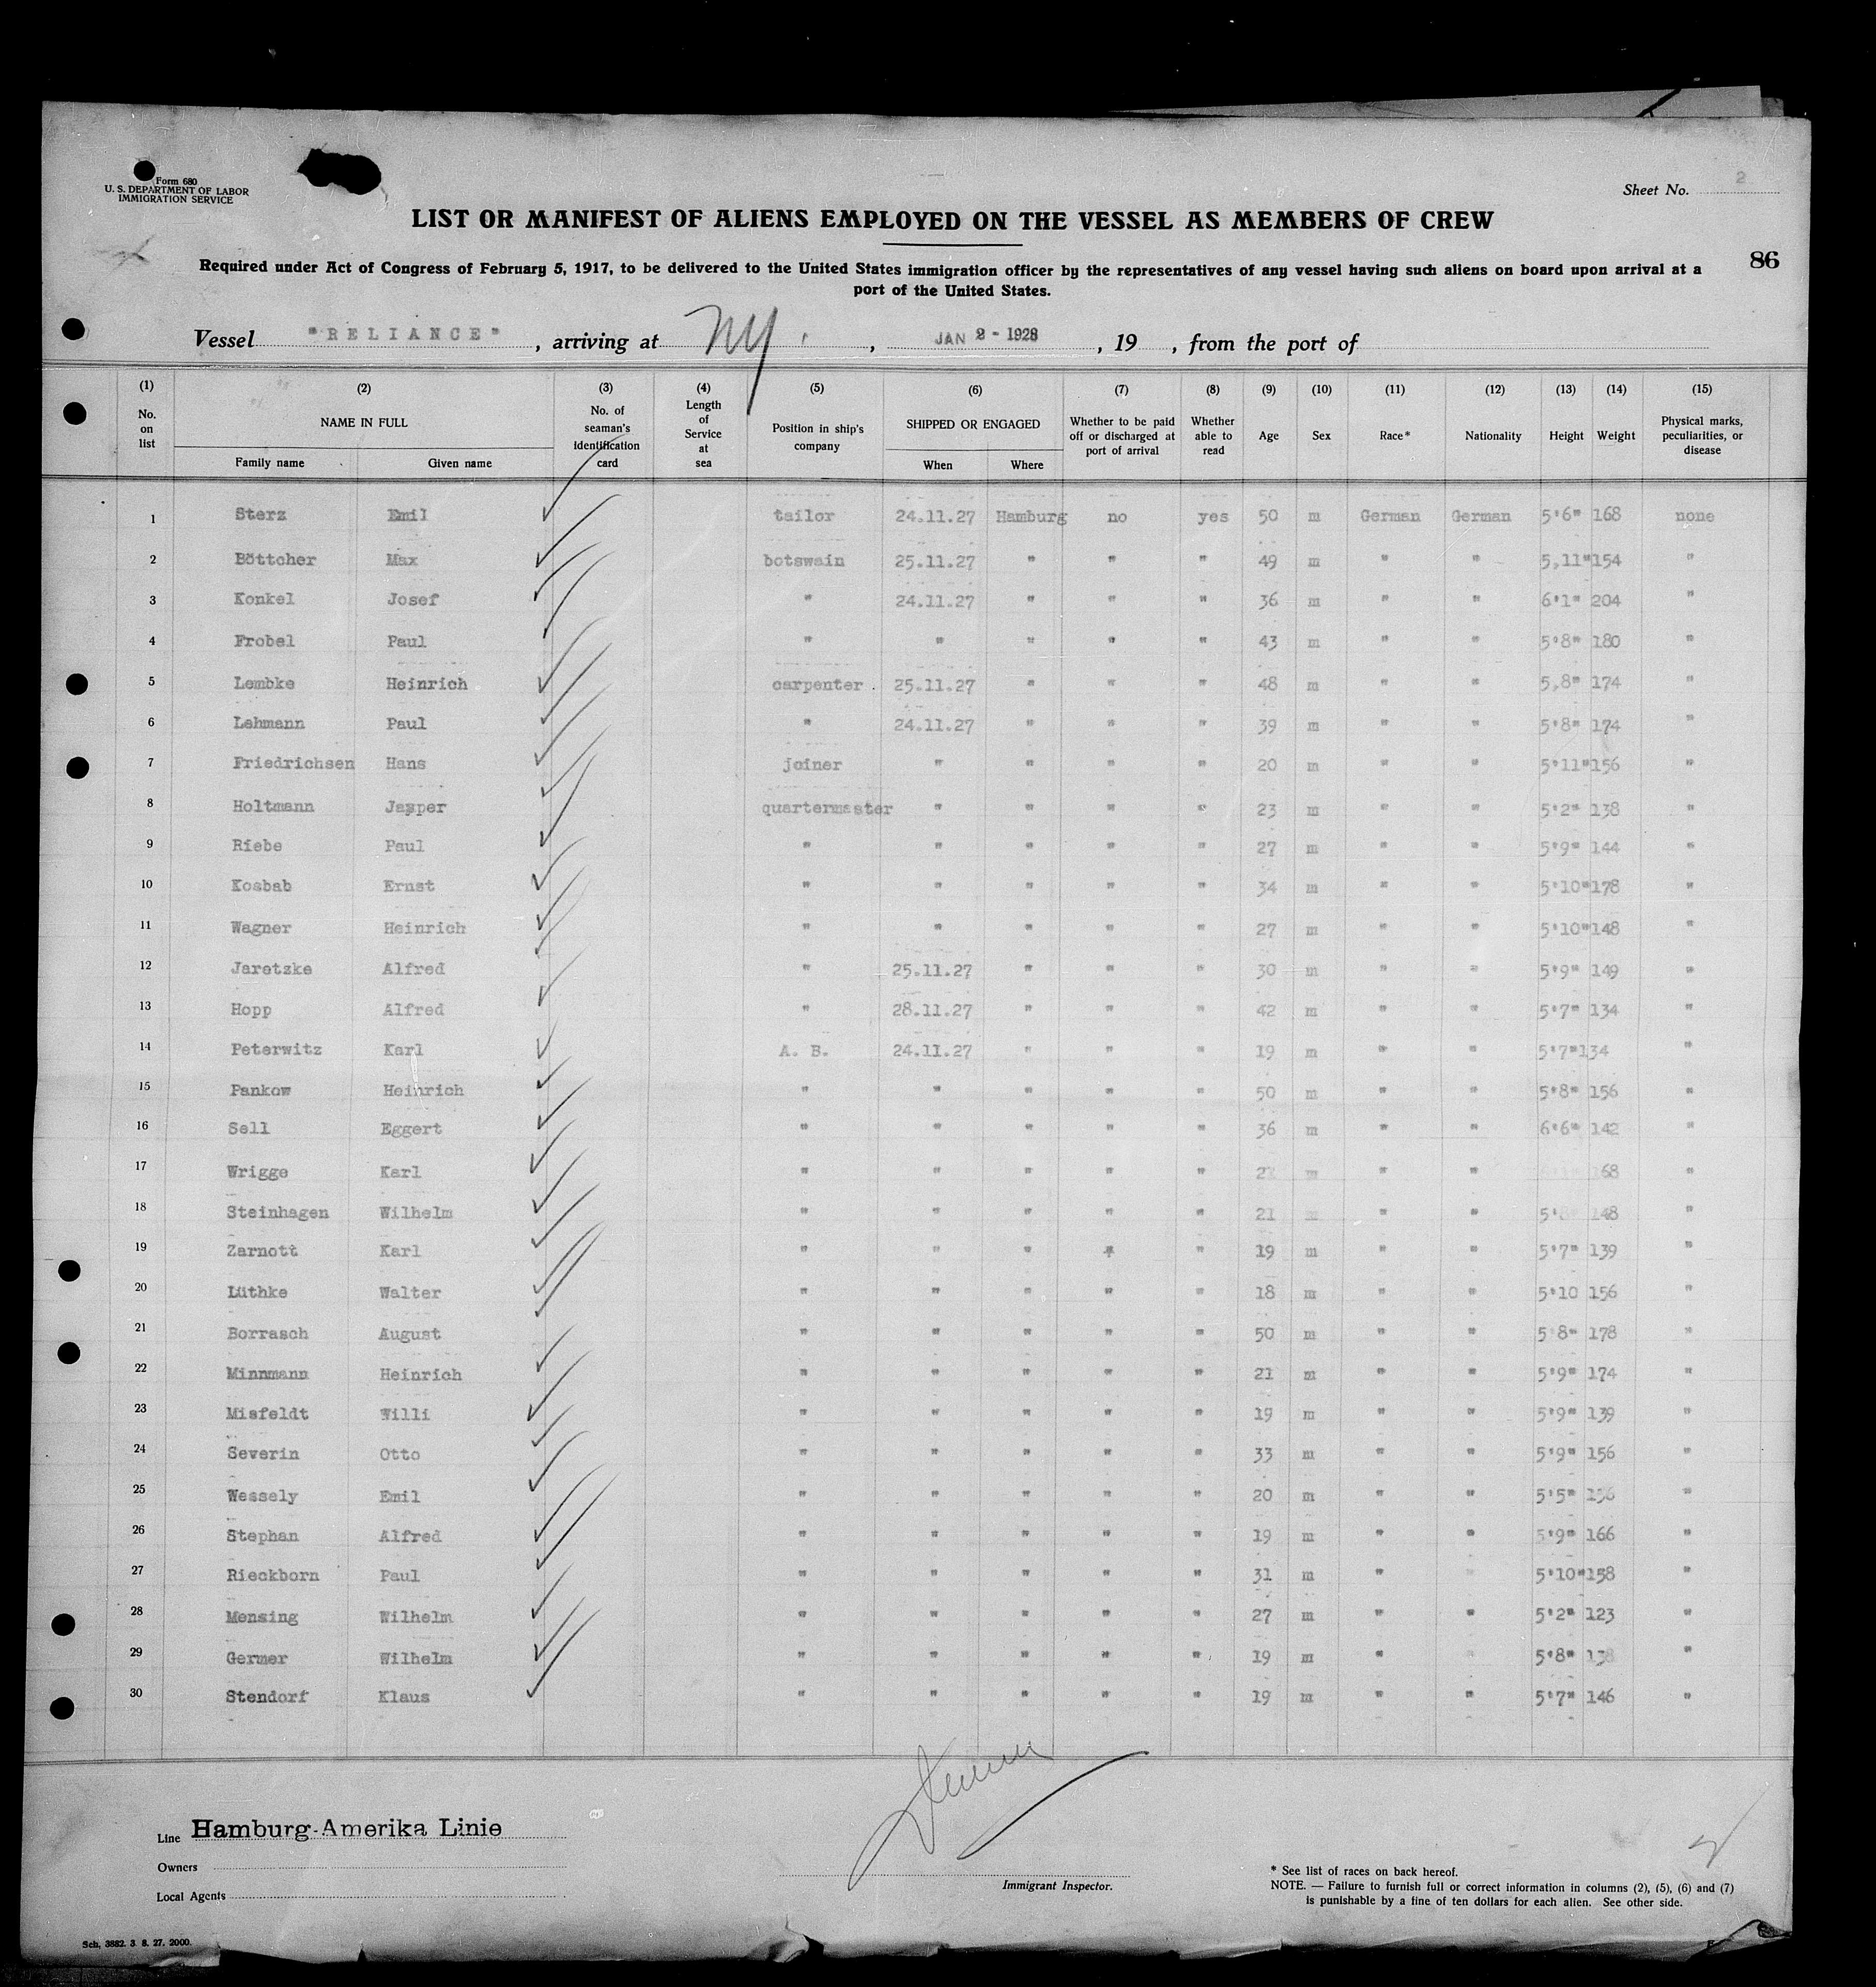 Form 680
U. S. DEPARTMENT OF LABOR
IMMIGRATION SERVICE
Sheet No. 2
LIST OR MANIFEST OF ALIENS EMPLOYED ON THE VESSEL AS MEMBERS OF CREW
86
Required under Act of Congress of February 5, 1917, to be delivered to the United States immigration officer by the representatives of any vessel having such aliens on board upon arrival at a
port of the United States.
Vessel "RELIANCE", arriving at NY, JAN 2 - 1928, 19 , from the port of
(1) (2) (3) (4) (5) (6) (7) (8) (9) (10) (11) (12) (13) (14) (15)
No. on list NAME IN FULL Family name Given name No. of seaman's identification card Length of Service at sea Position in ship's company SHIPPED OR ENGAGED When Where Whether to be paid off or discharged at port of arrival Whether able to read Age Sex Race* Nationality Height Weight Physical marks, peculiarities, or disease
1 Sterz Emil tailor 24.11.27 Hamburg no yes 50 m German German 5'6" 168 none
2 Böttcher Max botswain 25.11.27 " " " 49 m " " 5,11" 154 "
3 Konkel Josef " 24.11.27 " " " 36 m " " 6'1" 204 "
4 Frobel Paul " " " " " 43 m " " 5'8" 180 "
5 Lembke Heinrich carpenter 25.11.27 " " " 48 m " " 5,8" 174 "
6 Lehmann Paul " 24.11.27 " " " 39 m " " 5'8" 174 "
7 Friedrichsen Hans joiner " " " " 20 m " " 5'11" 156 "
8 Holtmann Jasper quartermaster " " " " 23 m " " 5'2" 138 "
9 Riebe Paul " " " " " 27 m " " 5'9" 144 "
10 Kosbab Ernst " " " " " 34 m " " 5'10" 178 "
11 Wagner Heinrich " " " " " 27 m " " 5'10" 148 "
12 Jaretzke Alfred " 25.11.27 " " " 30 m " " 5'9" 149 "
13 Hopp Alfred " 28.11.27 " " " 42 m " " 5'7" 134 "
14 Peterwitz Karl A. B. 24.11.27 " " " 19 m " " 5'7" 134 "
15 Pankow Heinrich " " " " " 50 m " " 5'8" 156 "
16 Sell Eggert " " " " " 36 m " " 6'6" 142 "
17 Wrigge Karl " " " " " m " " 168 "
18 Steinhagen Wilhelm " " " " " 21 m " " 148 "
19 Zarnott Karl " " " " " 19 m " " 5'7" 139 "
20 Lüthke Walter " " " " " 18 m " " 5'10 156 "
21 Borrasch August " " " " " 50 m " " 5'8" 178 "
22 Minnmann Heinrich " " " " " 21 m " " 5'9" 174 "
23 Misfeldt Willi " " " " " 19 m " " 5'9" 139 "
24 Severin Otto " " " " " 33 m " " 5'9" 156 "
25 Wessely Emil " " " " " 20 m " " 5'5" "
26 Stephan Alfred " " " " " 19 m " " 5'9" 166 "
27 Rieckborn Paul " " " " " 31 m " " 5'10" 158 "
28 Mensing Wilhelm " " " " " 27 m " " 5'2" 123 "
29 Germer Wilhelm " " " " " 19 m " " 5'8" 138 "
30 Stendorf Klaus " " " " " 19 m " " 5'7" 146 "
Line Hamburg-Amerika Linie
Owners
Local Agents
Immigrant Inspector.
* See list of races on back hereof.
NOTE. — Failure to furnish full or correct information in columns (2), (5), (6) and (7)
is punishable by a fine of ten dollars for each alien. See other side.
Sch, 3882. 3. 8. 27. 2000.